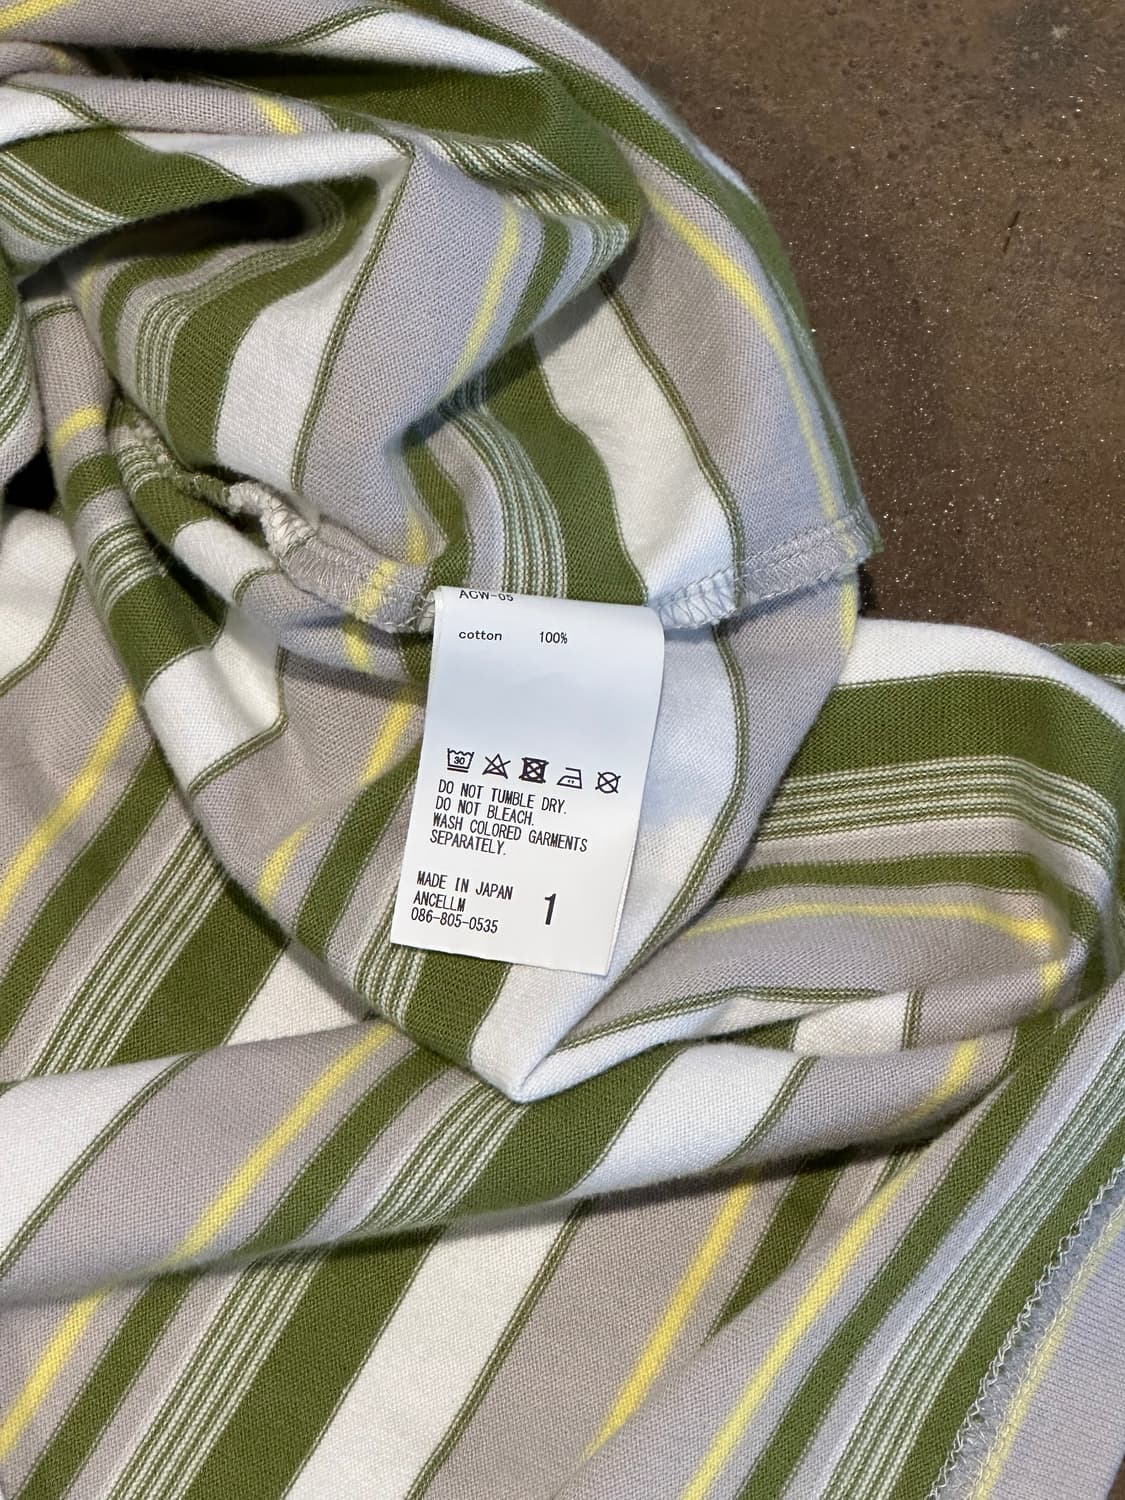 cotton 100%
30
DO NOT TUMBLE DRY.
DO NOT BLEACH.
WASH COLORED GARMENTS
SEPARATELY.
MADE IN JAPAN
ANCELLM
086-805-0535
1